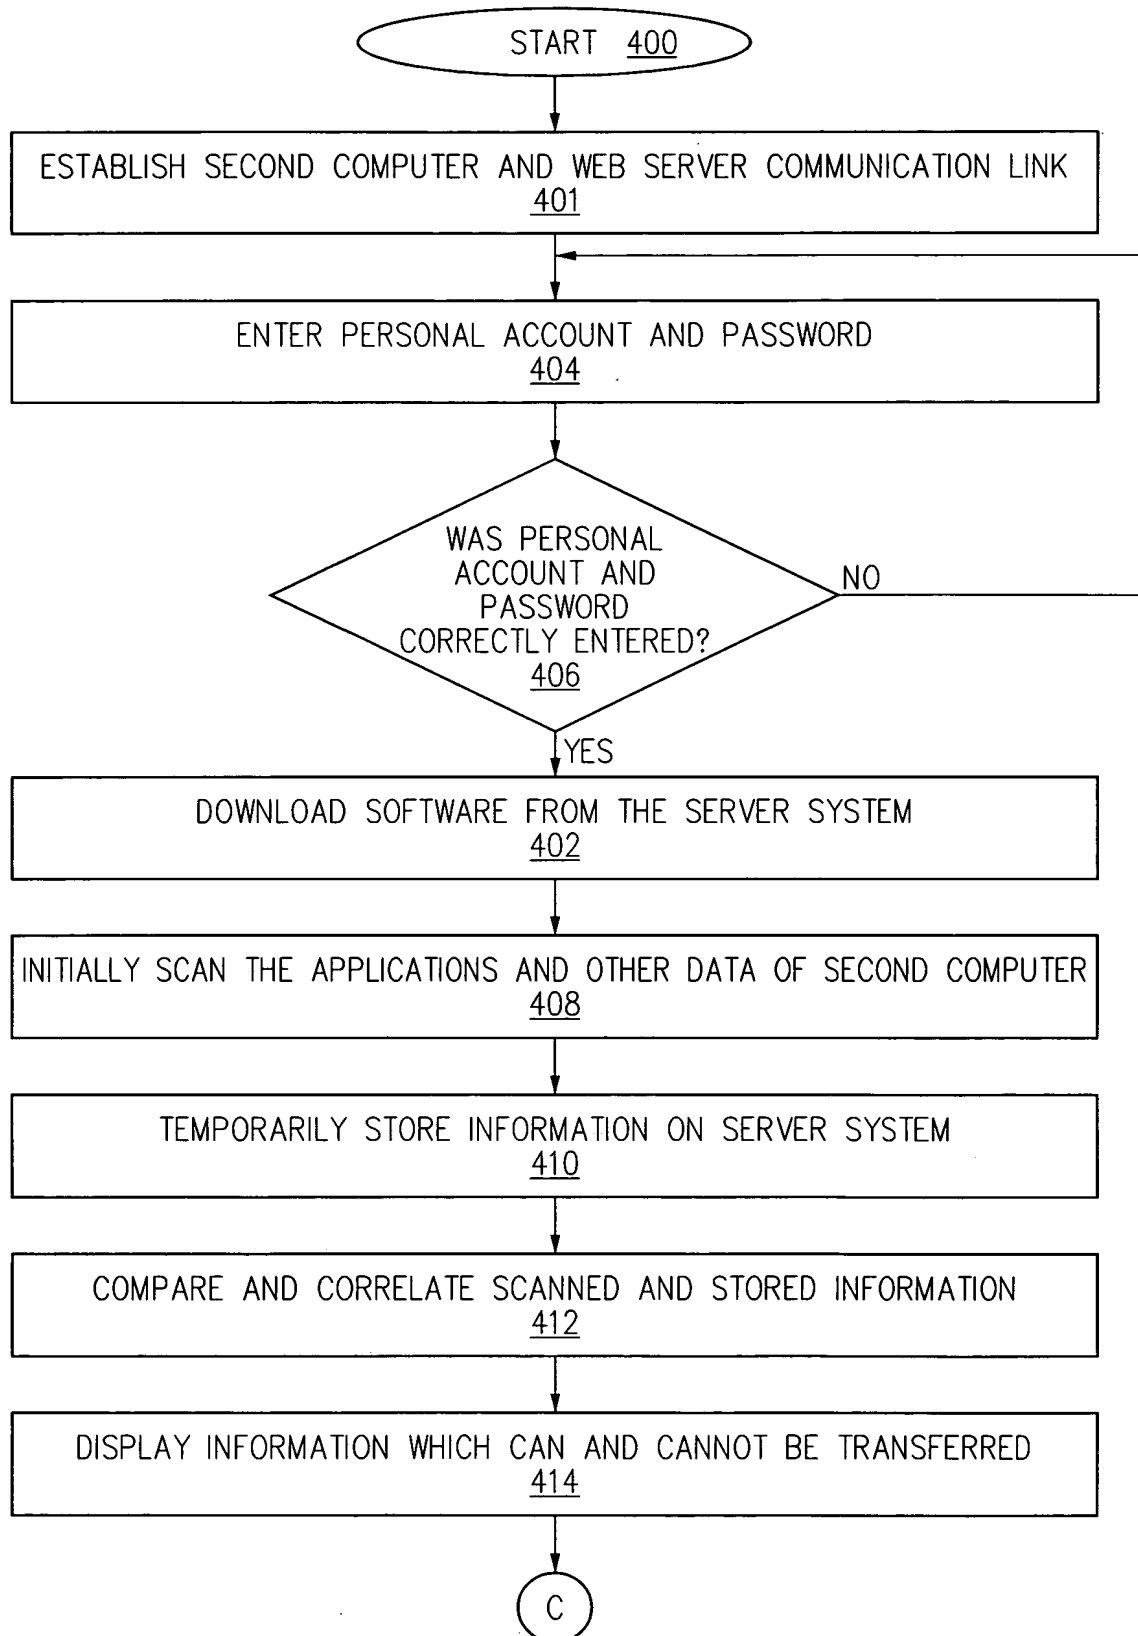 START 400
ESTABLISH SECOND COMPUTER AND WEB SERVER COMMUNICATION LINK
401
ENTER PERSONAL ACCOUNT AND PASSWORD
404
WAS PERSONAL
ACCOUNT AND
PASSWORD
CORRECTLY ENTERED?
406
NO
YES
DOWNLOAD SOFTWARE FROM THE SERVER SYSTEM
402
INITIALLY SCAN THE APPLICATIONS AND OTHER DATA OF SECOND COMPUTER
408
TEMPORARILY STORE INFORMATION ON SERVER SYSTEM
410
COMPARE AND CORRELATE SCANNED AND STORED INFORMATION
412
DISPLAY INFORMATION WHICH CAN AND CANNOT BE TRANSFERRED
414
C